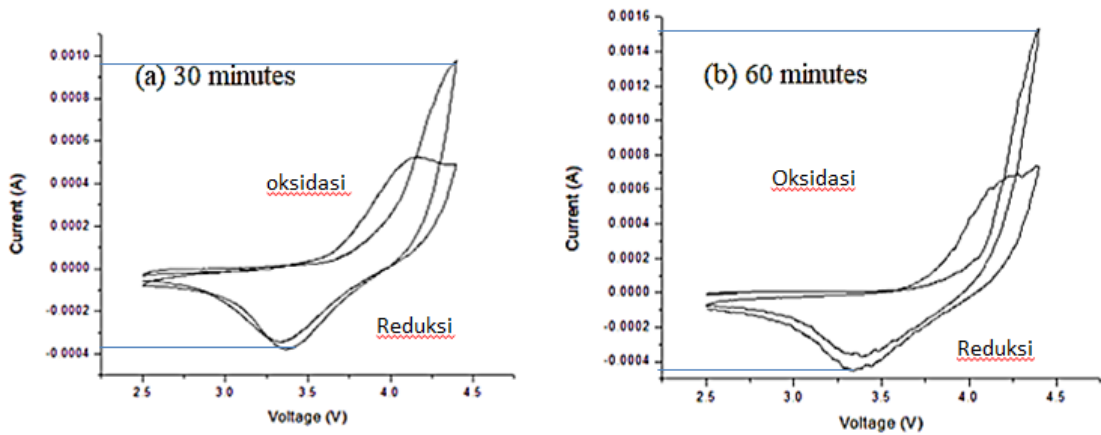 (a) 30 minutes
oksidasi
Reduksi
Current (A)
0.0010
0.0008
0.0006
0.0004
0.0002
0.0000
-0.0002
-0.0004
2.5
3.0
3.5
4.0
4.5
Voltage (V)
(b) 60 minutes
Oksidasi
Reduksi
Current (A)
0.0016
0.0014
0.0012
0.0010
0.0008
0.0006
0.0004
0.0002
0.0000
-0.0002
-0.0004
2.5
3.0
3.5
4.0
4.5
Voltage (V)